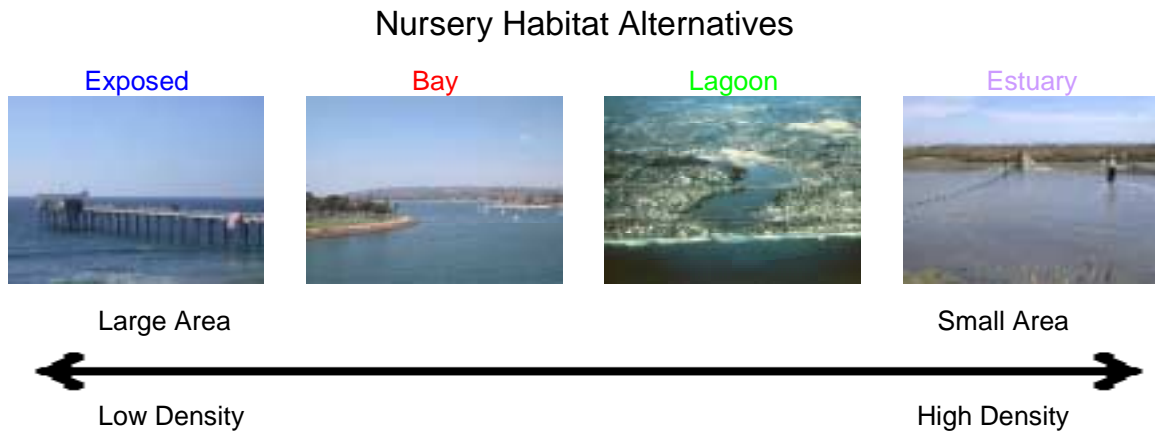 Nursery Habitat Alternatives
Exposed Bay Lagoon Estuary
Large Area Small Area
Low Density High Density